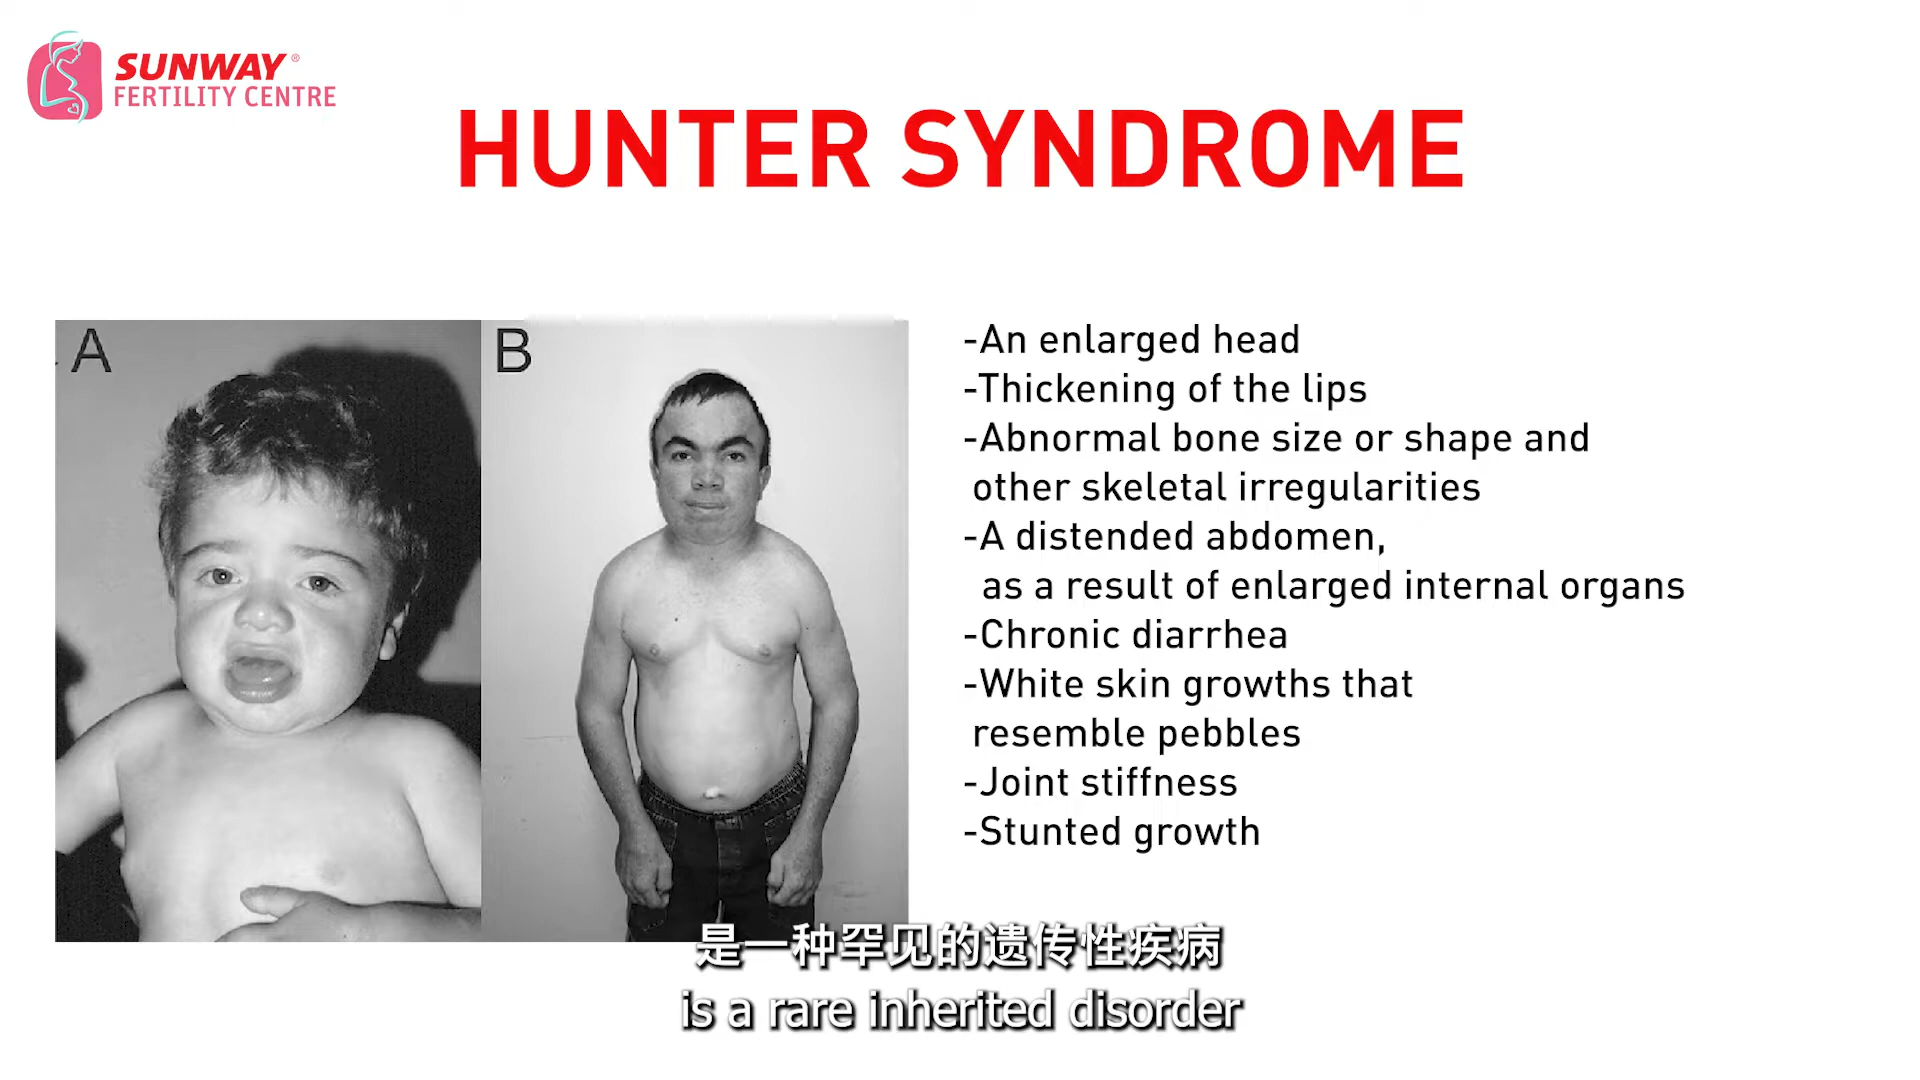 SUNWAY®
FERTILITY CENTRE
HUNTER SYNDROME
A
B
-An enlarged head
-Thickening of the lips
-Abnormal bone size or shape and
other skeletal irregularities
-A distended abdomen,
as a result of enlarged internal organs
-Chronic diarrhea
-White skin growths that
resemble pebbles
-Joint stiffness
-Stunted growth
是一种罕见的遗传性疾病
is a rare inherited disorder